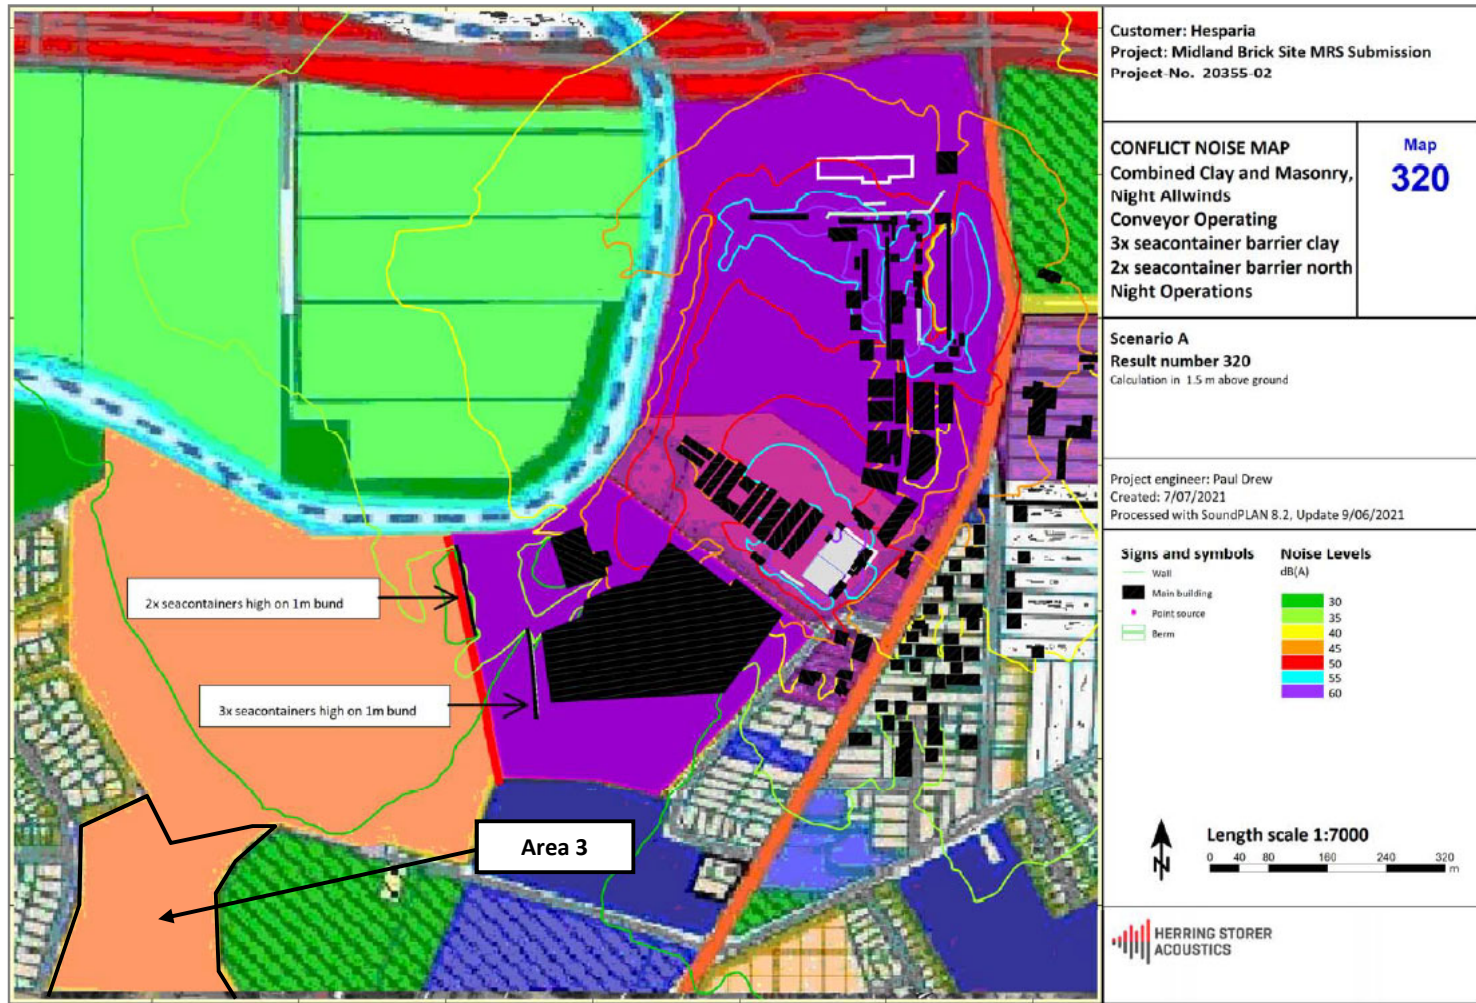 Customer: Hesparia
Project: Midland Brick Site MRS Submission
Project-No. 20355-02
CONFLICT NOISE MAP
Combined Clay and Masonry,
Night Allwinds
Conveyor Operating
3x seacontainer barrier clay
2x seacontainer barrier north
Night Operations
Map
320
Scenario A
Result number 320
Calculation in 1.5 m above ground
Project engineer: Paul Drew
Created: 7/07/2021
Processed with SoundPLAN 8.2, Update 9/06/2021
Signs and symbols
Wall
Main building
Point source
Berm
Noise Levels
dB(A)
30
35
40
45
50
55
60
2x seacontainers high on 1m bund
3x seacontainers high on 1m bund
Area 3
N
Length scale 1:7000
0 40 80 160 240 320
m
HERRING STORER
ACOUSTICS